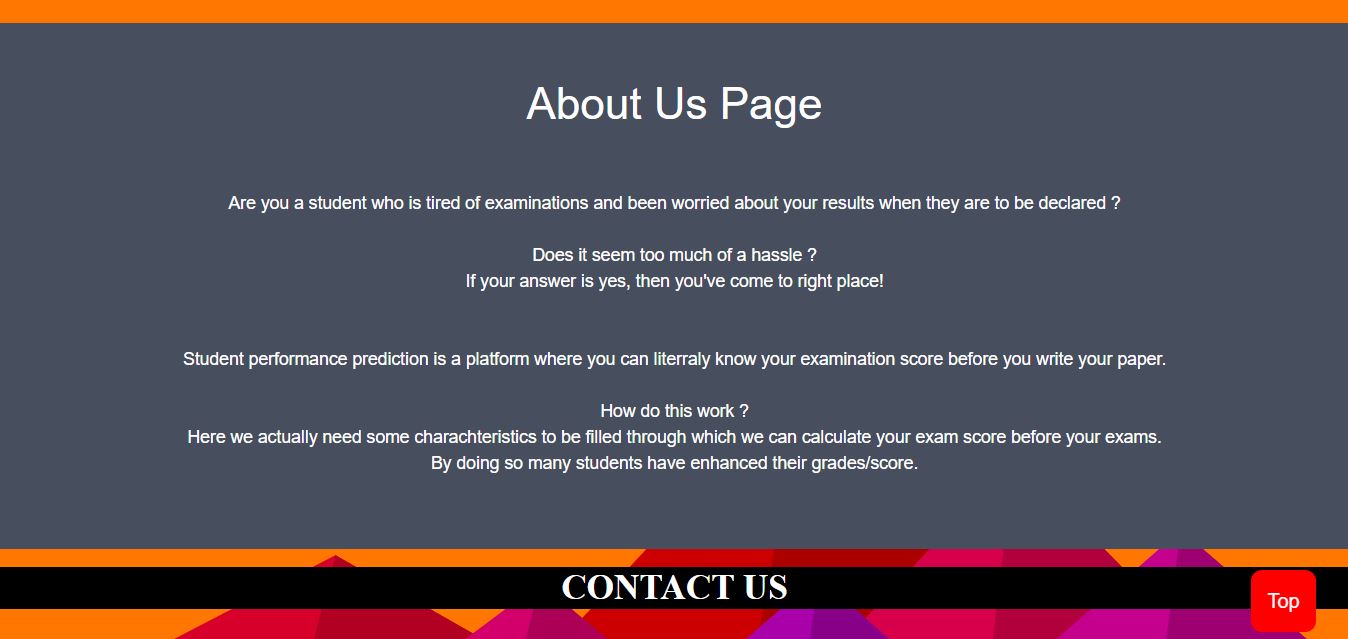 About Us Page
Are you a student who is tired of examinations and been worried about your results when they are to be declared ?
Does it seem too much of a hassle ?
If your answer is yes, then you've come to right place!
Student performance prediction is a platform where you can literraly know your examination score before you write your paper.
How do this work ?
Here we actually need some charachteristics to be filled through which we can calculate your exam score before your exams.
By doing so many students have enhanced their grades/score.
CONTACT US
Top